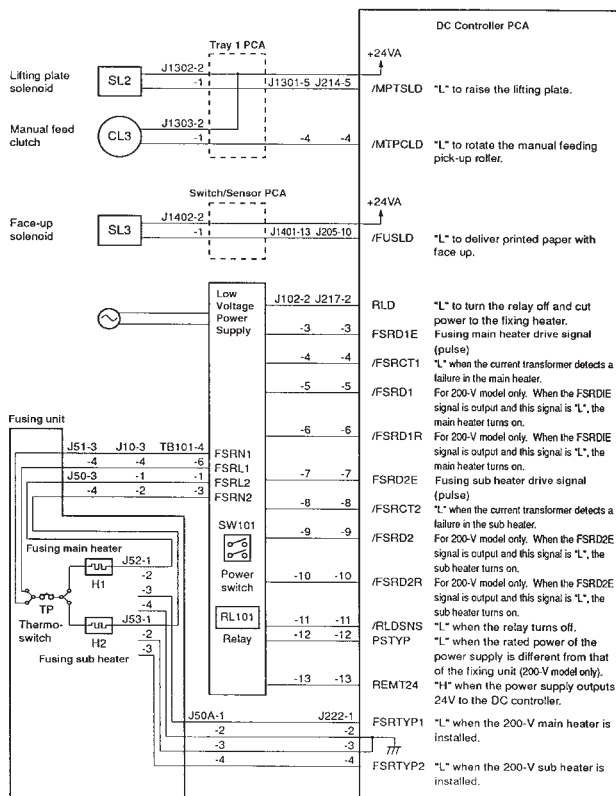 DC Controller PCA
Tray 1 PCA
+24VA
Lifting plate solenoid
SL2
J1302-2
-1
J1301-5 J214-5
/MPTSLD
"L" to raise the lifting plate.
Manual feed clutch
CL3
J1303-2
-1
-4 -4
/MTPCLD
"L" to rotate the manual feeding
pick-up roller.
Switch/Sensor PCA
+24VA
Face-up solenoid
SL3
J1402-2
-1
J1401-13 J205-10
/FUSLD
"L" to deliver printed paper with
face up.
Low
Voltage
Power
Supply
J102-2 J217-2
RLD
"L" to turn the relay off and cut
power to the fixing heater.
-3 -3
FSRD1E
Fusing main heater drive signal
(pulse)
-4 -4
/FSRCT1
"L" when the current transformer detects a
failure in the main heater.
-5 -5
/FSRD1
For 200-V model only. When the FSRDIE
signal is output and this signal is "L", the
main heater turns on.
-6 -6
/FSRD1R
For 200-V model only. When the FSRDIE
signal is output and this signal is "L", the
main heater turns on.
-7 -7
FSRD2E
Fusing sub heater drive signal
(pulse)
-8 -8
/FSRCT2
"L" when the current transformer detects a
failure in the sub heater.
-9 -9
/FSRD2
For 200-V model only. When the FSRD2E
signal is output and this signal is "L", the
sub heater turns on.
-10 -10
/FSRD2R
For 200-V model only. When the FSRD2E
signal is output and this signal is "L", the
sub heater turns on.
-11 -11
/RLDSNS
"L" when the relay turns off.
-12 -12
PSTYP
"L" when the rated power of the
power supply is different from that
of the fixing unit (200-V model only).
-13 -13
REMT24
"H" when the power supply outputs
24V to the DC controller.
Fusing unit
J51-3 J10-3 TB101-4
FSRN1
-4 -4 -6
FSRL1
J50-3 -1 -1
FSRL2
-4 -2 -3
FSRN2
SW101
Power
switch
RL101
Relay
Fusing main heater
H1
J52-1
-2
-3
-4
TP
Thermo-
switch
H2
J53-1
-2
-3
Fusing sub heater
J50A-1 J222-1
FSRTYP1
"L" when the 200-V main heater is
installed.
-2 -2
-3 -3
-4 -4
FSRTYP2
"L" when the 200-V sub heater is
installed.